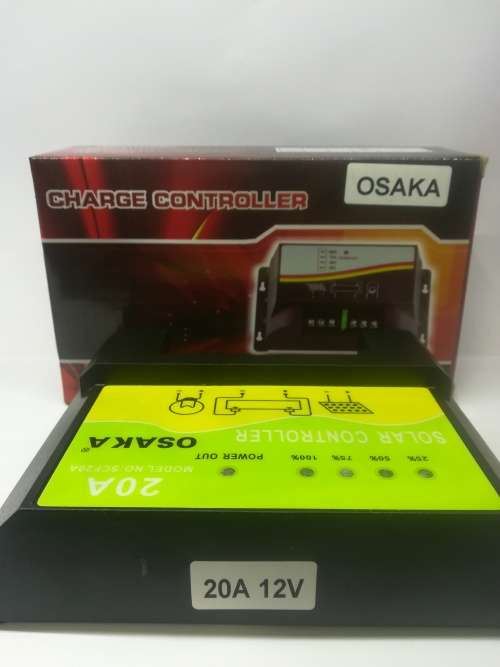 CHARGE CONTROLLER
OSAKA
SOLAR CONTROLLER
OSAKA®
25% 50% 75% 100% POWER OUT
MODEL NO:SCP20A
20A
20A 12V